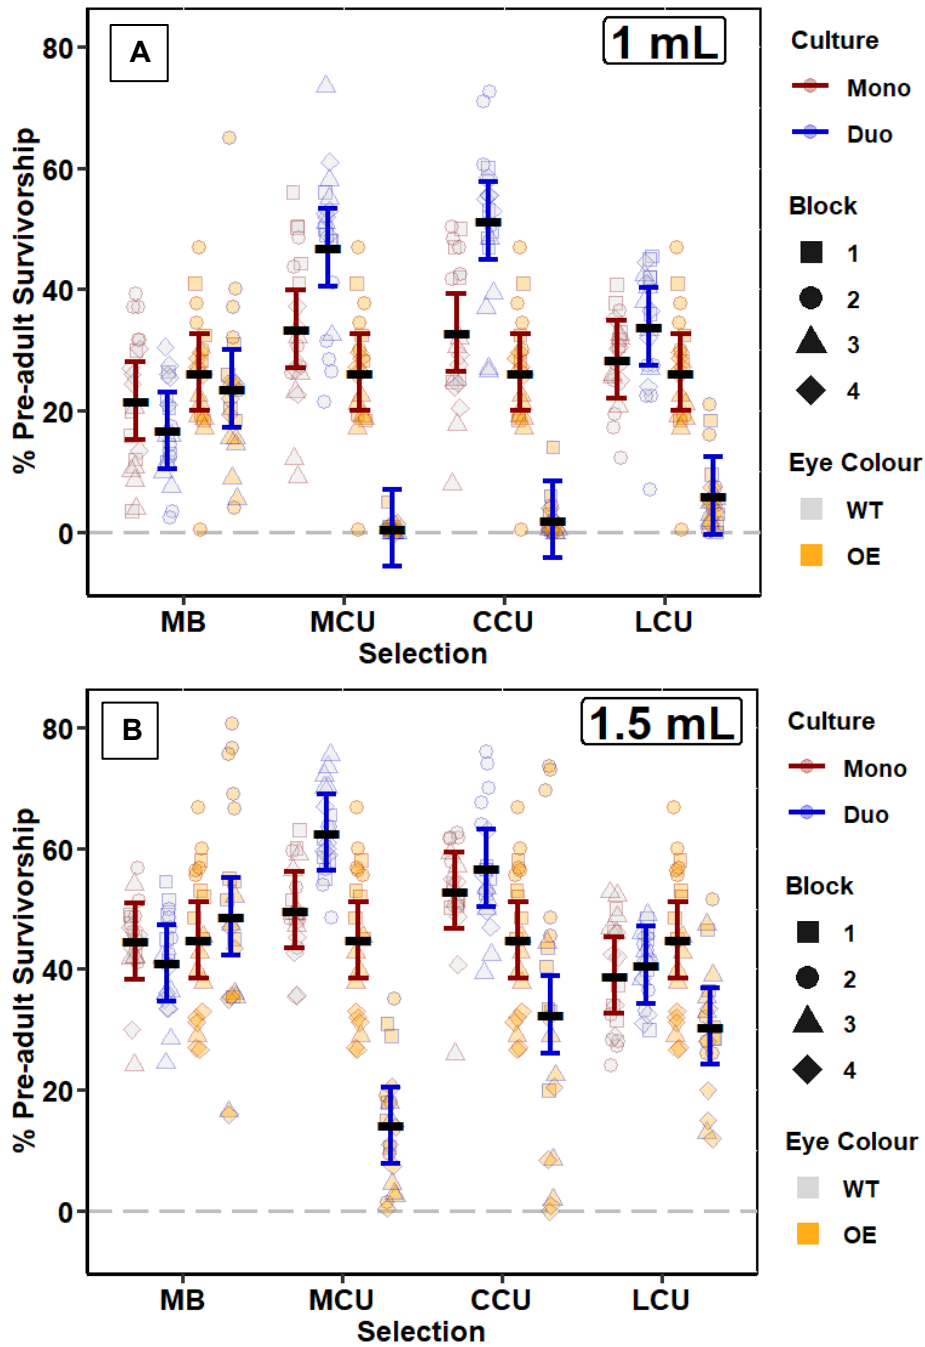 A
1 mL
% Pre-adult Survivorship
80
60
40
20
0
MB
MCU
CCU
LCU
Selection
Culture
Mono
Duo
Block
1
2
3
4
Eye Colour
WT
OE
B
1.5 mL
% Pre-adult Survivorship
80
60
40
20
0
MB
MCU
CCU
LCU
Selection
Culture
Mono
Duo
Block
1
2
3
4
Eye Colour
WT
OE